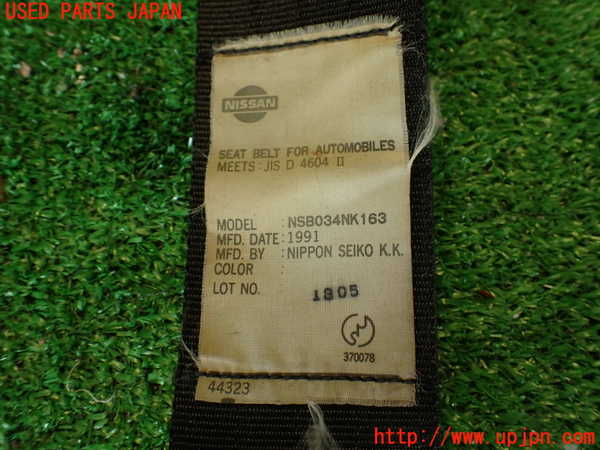 USED PARTS JAPAN
NISSAN
SEAT BELT FOR AUTOMOBILES
MEETS : JIS D 4604 II
MODEL : NSB034NK163
MFD. DATE : 1991
MFD. BY : NIPPON SEIKO K.K.
COLOR :
LOT NO. 1305
370078
44323
http://www.upjpn.com/